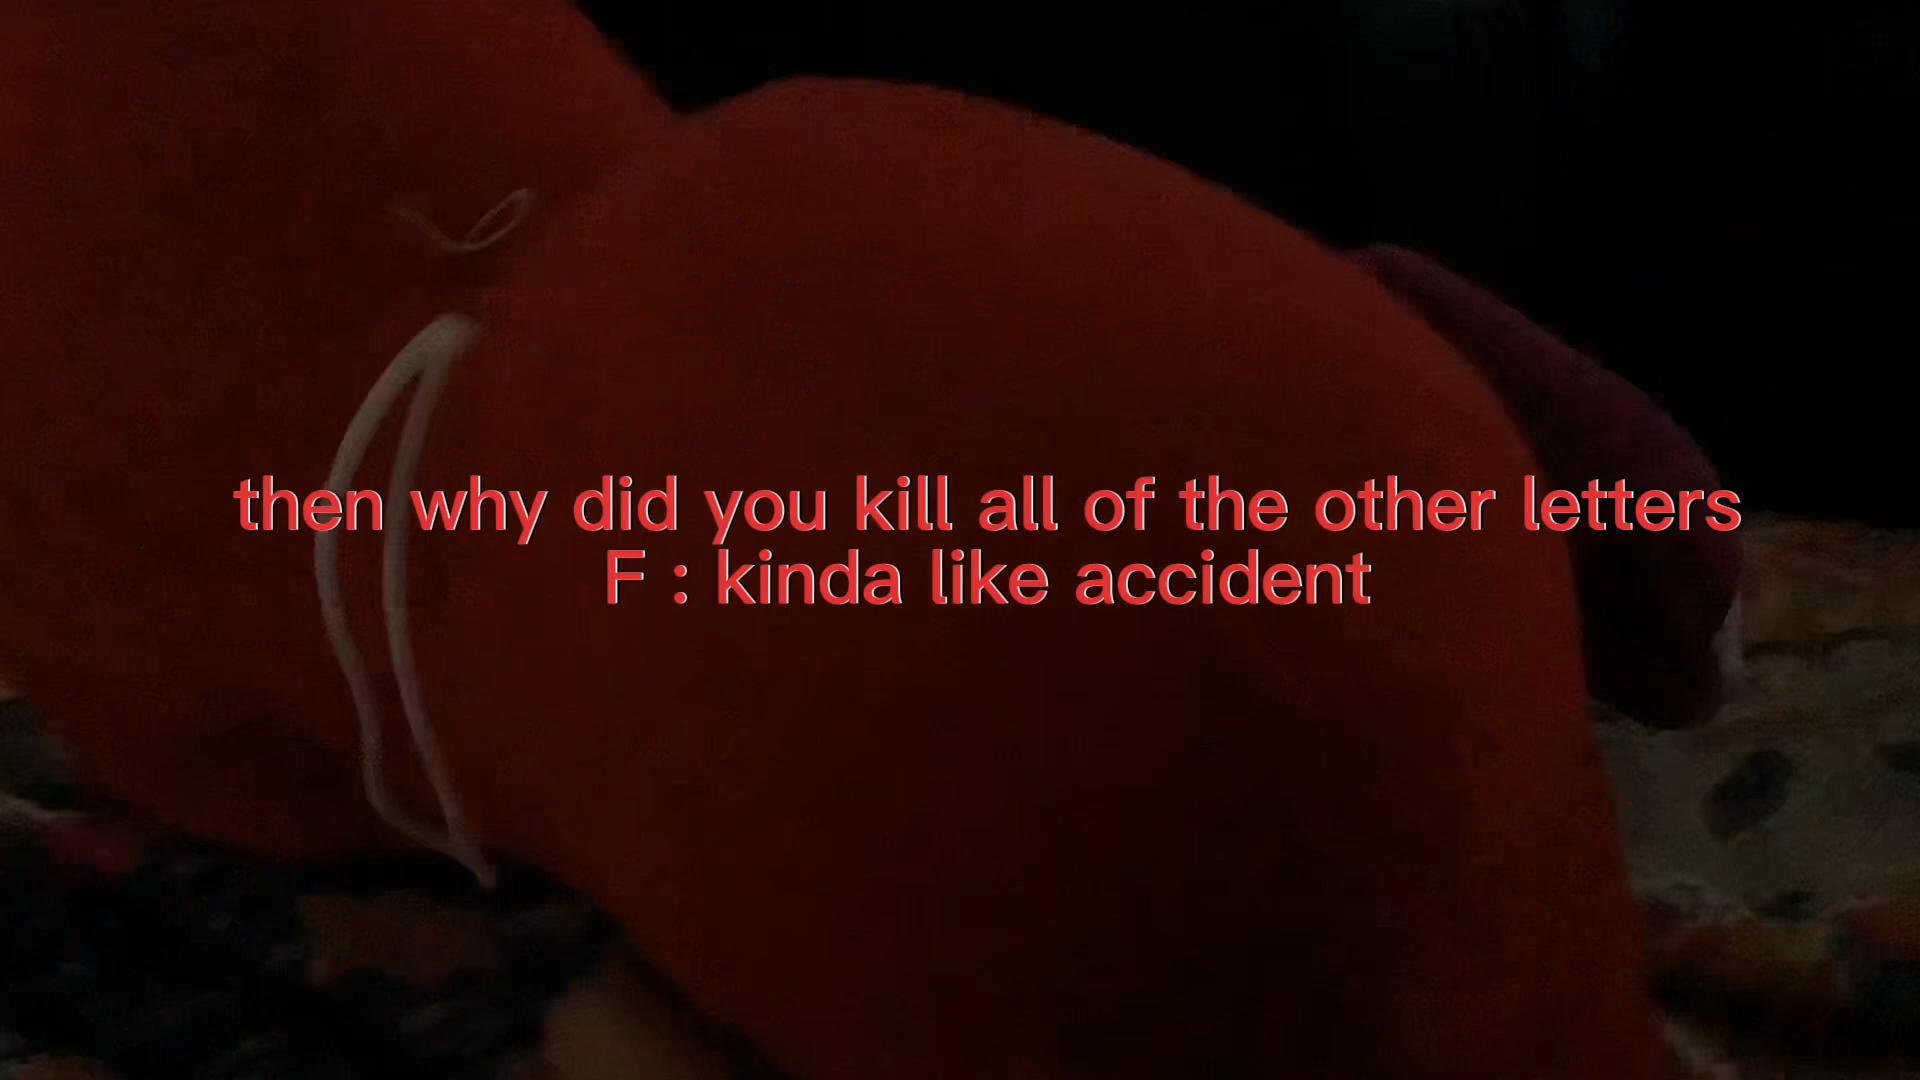 then why did you kill all of the other letters
F : kinda like accident